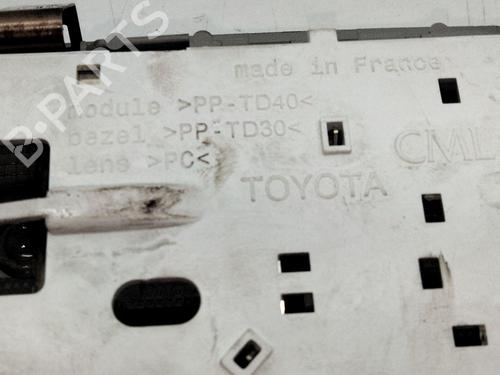 made in France
module >PP-TD40<
bezel >PP-TD30<
lens >PC<
CML
TOYOTA
B-PARTS